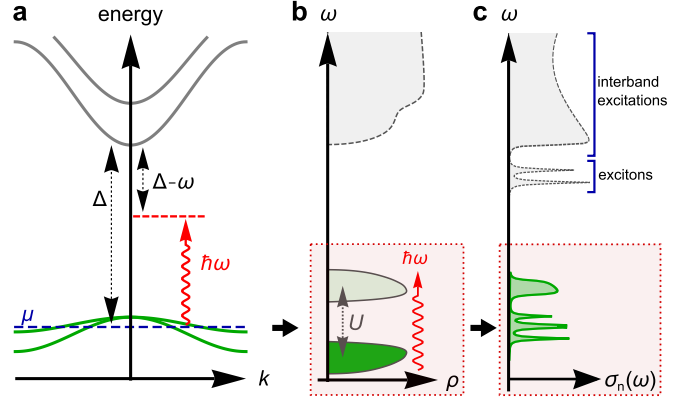 a
energy
Δ
Δ-ω
ħω
μ
k
b
ω
ħω
U
ρ
c
ω
interband
excitations
excitons
σn(ω)